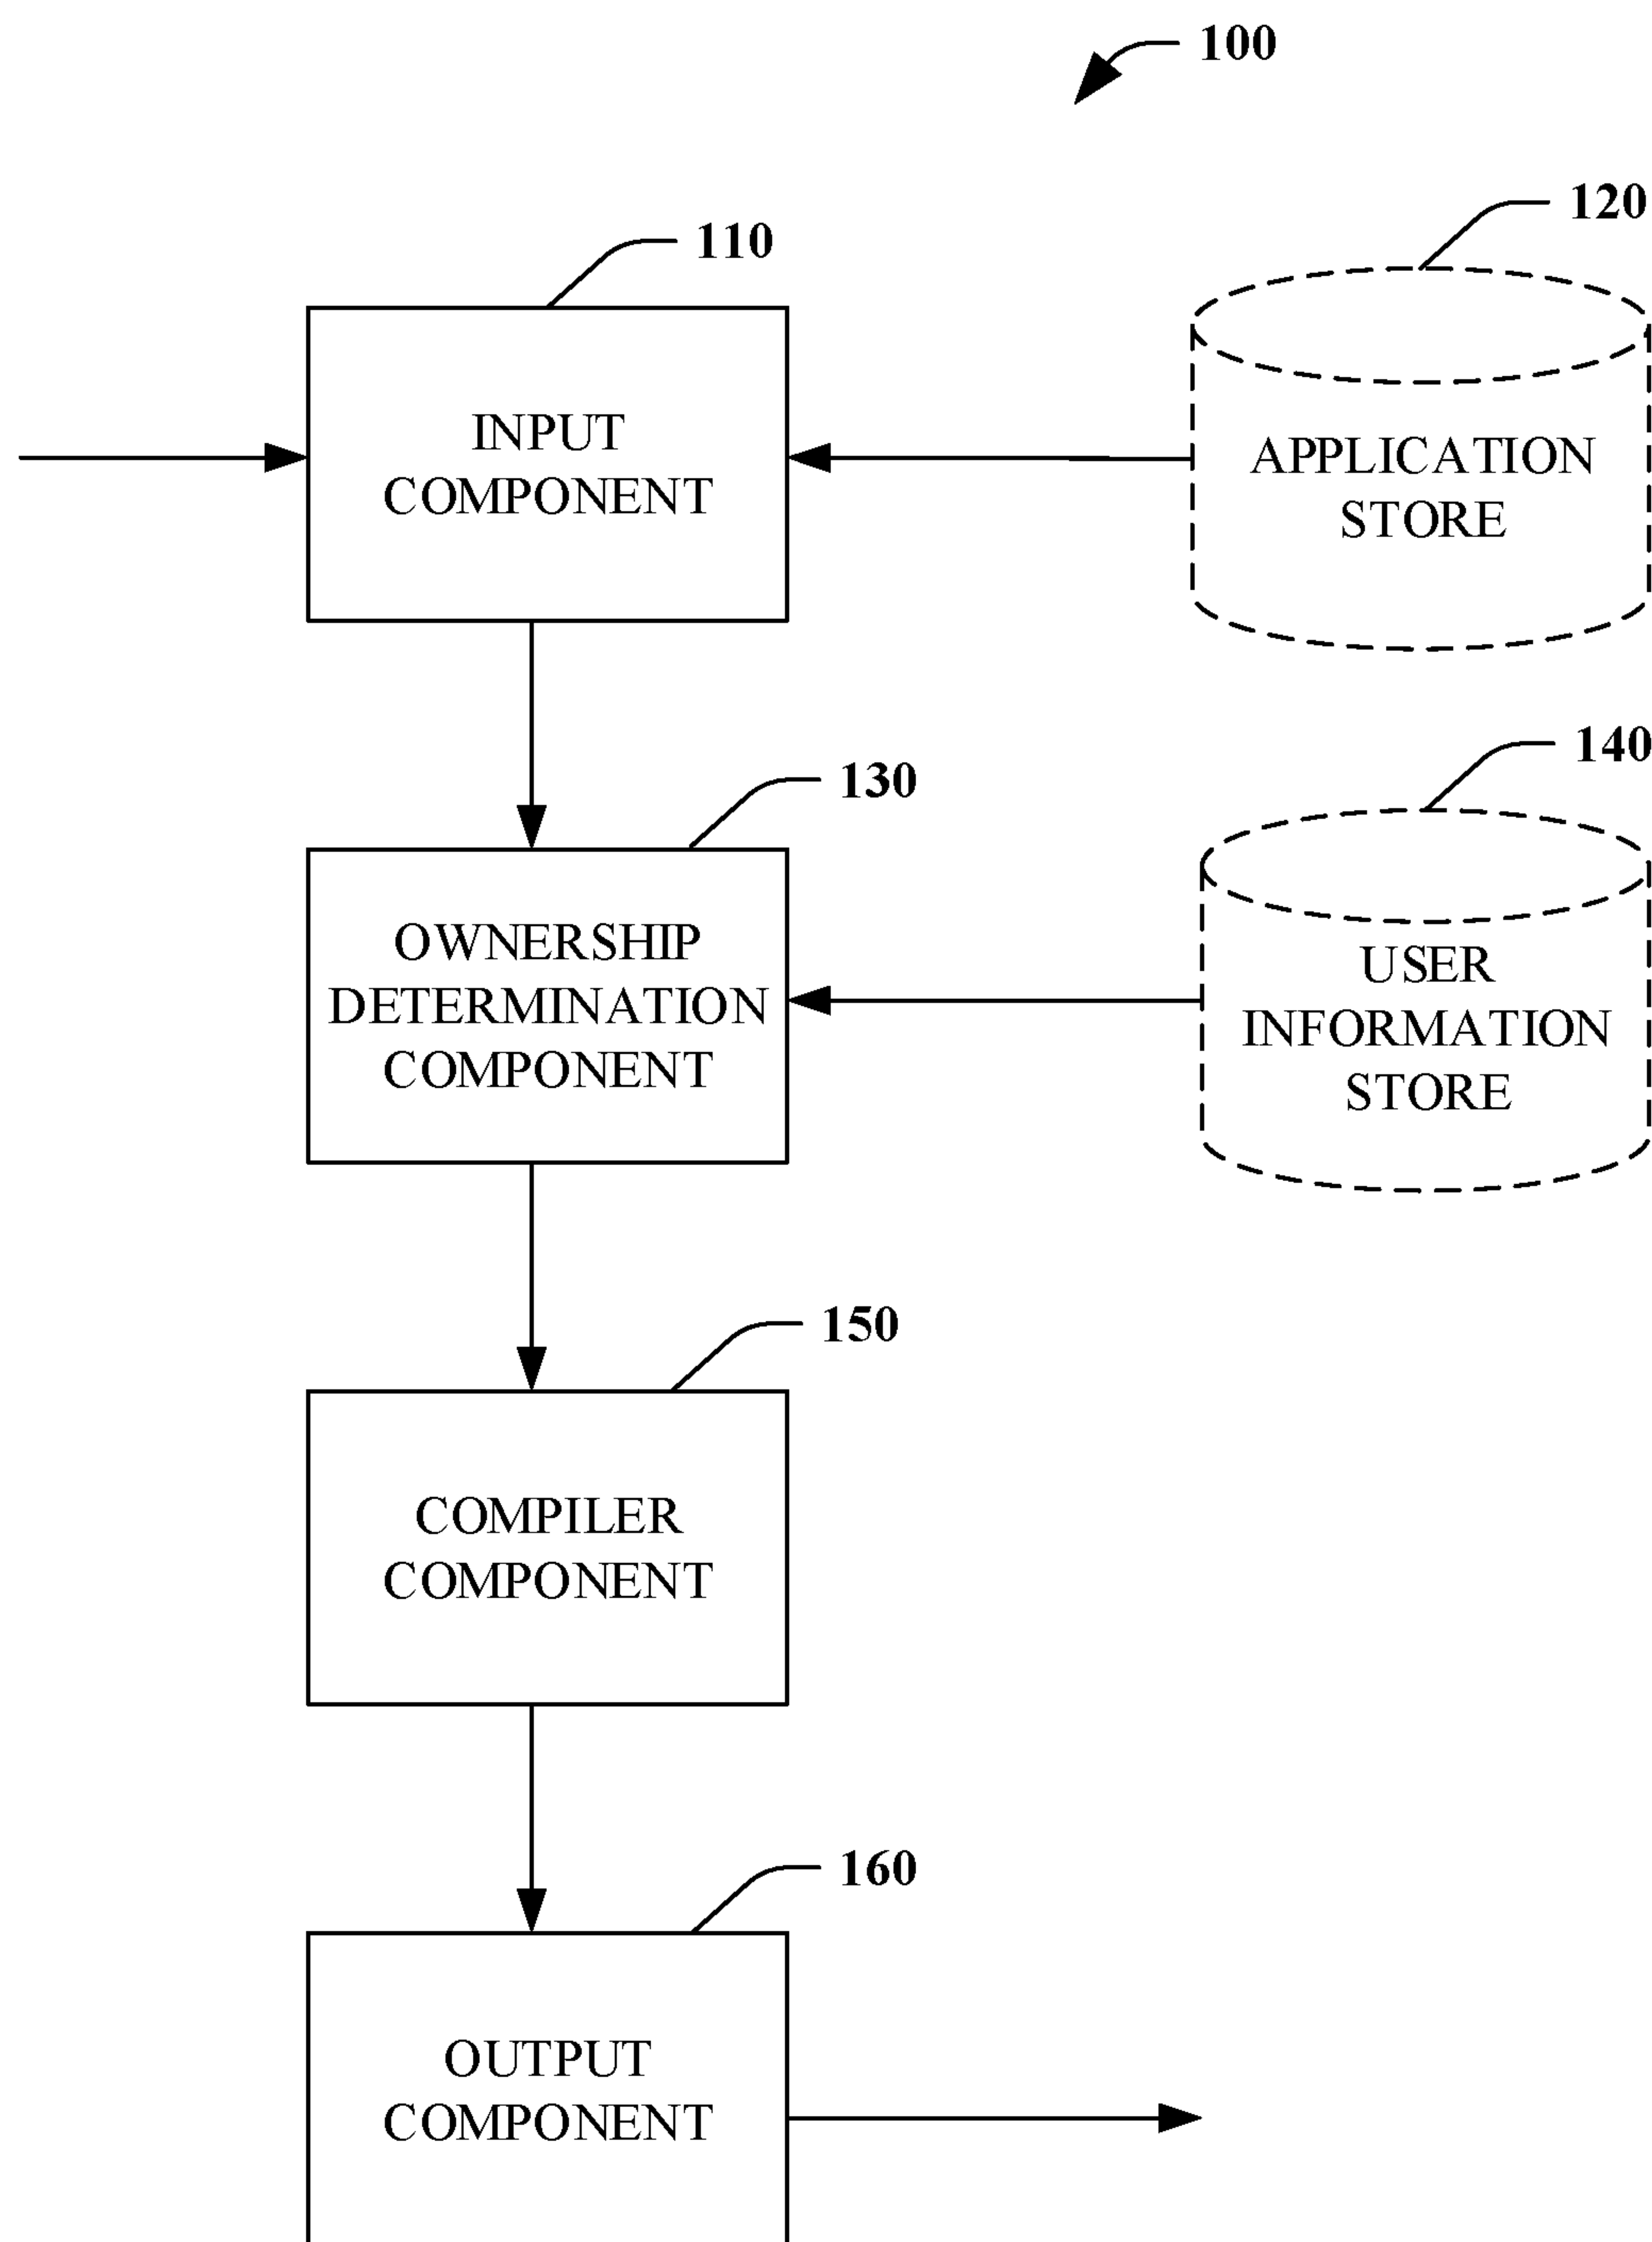 100
120
110
INPUT
COMPONENT
APPLICATION
STORE
140
130
OWNERSHIP
DETERMINATION
COMPONENT
USER
INFORMATION
STORE
150
COMPILER
COMPONENT
160
OUTPUT
COMPONENT